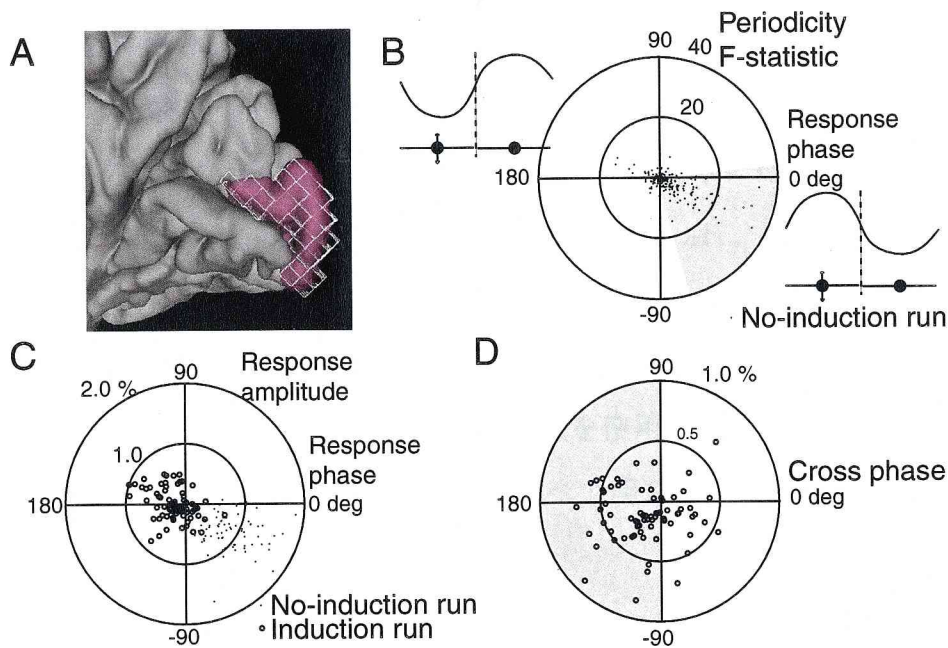 A
B
Periodicity
F-statistic
90
40
20
Response
phase
0 deg
180
-90
No-induction run
C
Response
amplitude
90
2.0 %
1.0
Response
phase
0 deg
180
-90
No-induction run
Induction run
D
90
1.0 %
0.5
Cross phase
0 deg
180
-90